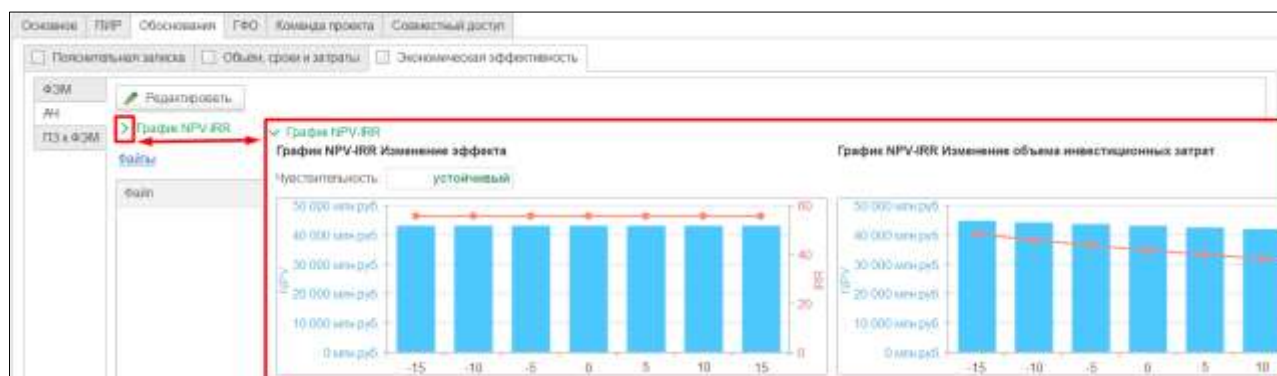 Основное ПИР Обоснования ГФО Команда проекта Совместный доступ
Пояснительная записка Объем, сроки и затраты Экономическая эффективность
ФЭМ
АЧ
ПЗ к ФЭМ
Редактировать
График NPV-IRR
Файлы
Файл
График NPV-IRR
График NPV-IRR Изменение эффекта
Чувствительность устойчивый
50 000 млн руб.
40 000 млн руб.
30 000 млн руб.
20 000 млн руб.
10 000 млн руб.
0 млн руб.
NPV
60
40
20
0
IRR
-15 -10 -5 0 5 10 15
График NPV-IRR Изменение объема инвестиционных затрат
50 000 млн руб.
40 000 млн руб.
30 000 млн руб.
20 000 млн руб.
10 000 млн руб.
0 млн руб.
NPV
-15 -10 -5 0 5 10